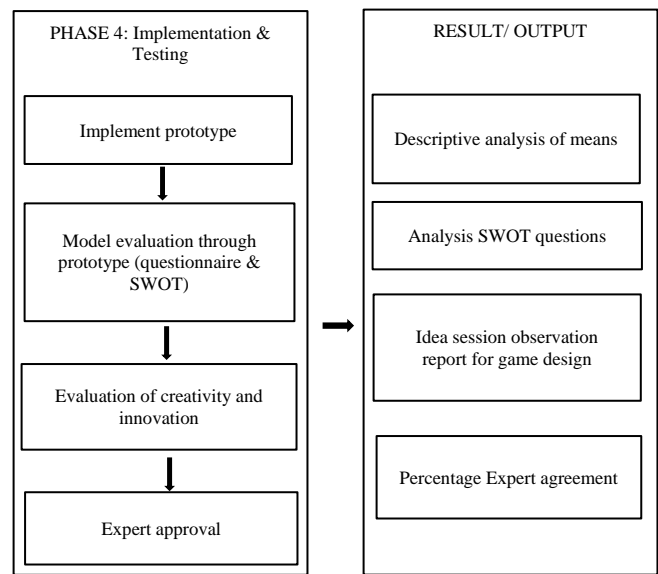 PHASE 4: Implementation &
Testing
Implement prototype
Model evaluation through
prototype (questionnaire &
SWOT)
Evaluation of creativity and
innovation
Expert approval
RESULT/ OUTPUT
Descriptive analysis of means
Analysis SWOT questions
Idea session observation
report for game design
Percentage Expert agreement